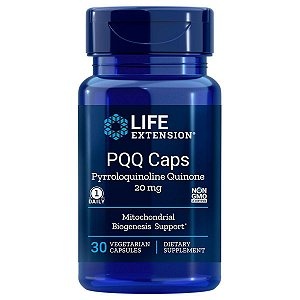 LIFE
EXTENSION®
PQQ Caps
Pyrroloquinoline Quinone
20 mg
1
DAILY
NON
GMO
Mitochondrial
Biogenesis Support*
30 VEGETARIAN CAPSULES
DIETARY SUPPLEMENT